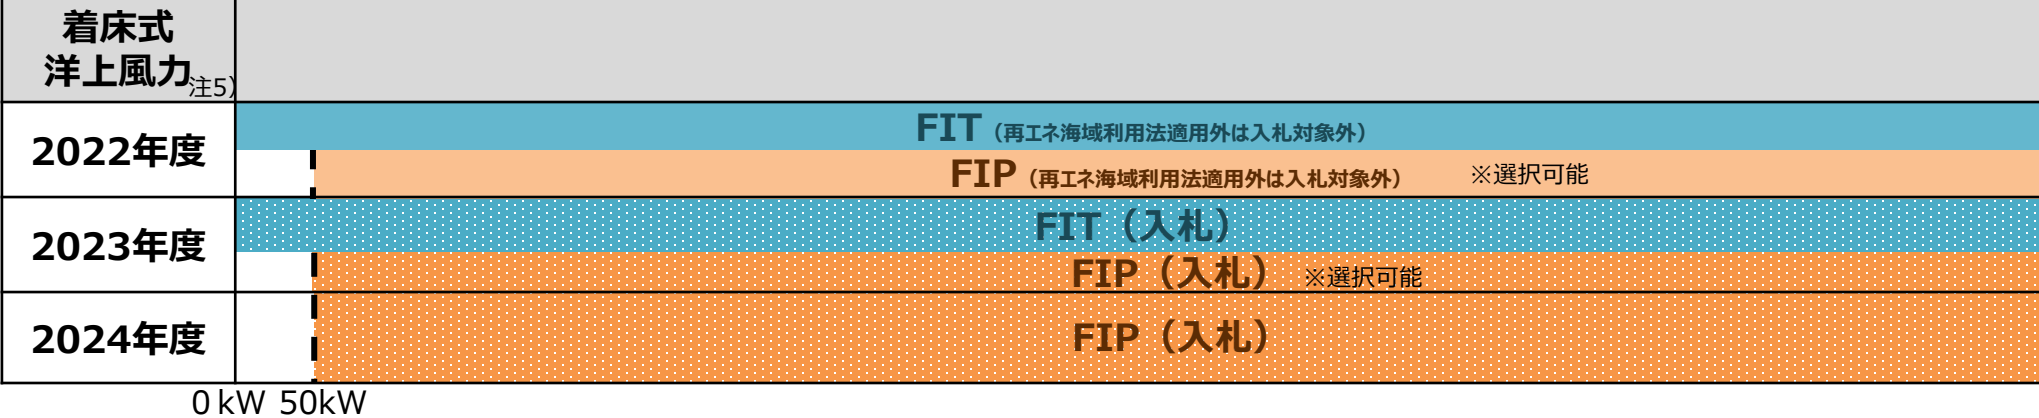 着床式
洋上風力注5)
2022年度
FIT（再エネ海域利用法適用外は入札対象外）
FIP（再エネ海域利用法適用外は入札対象外） ※選択可能
2023年度
FIT（入札）
FIP（入札） ※選択可能
2024年度
FIP（入札）
0 kW 50kW